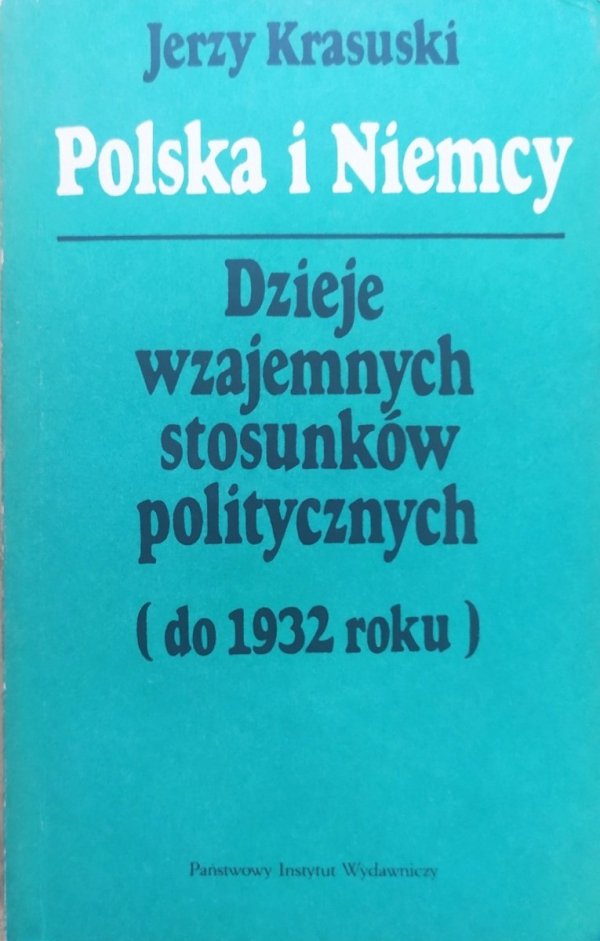 Jerzy Krasuski
Polska i Niemcy
Dzieje
wzajemnych
stosunków
politycznych
( do 1932 roku )
Państwowy Instytut Wydawniczy